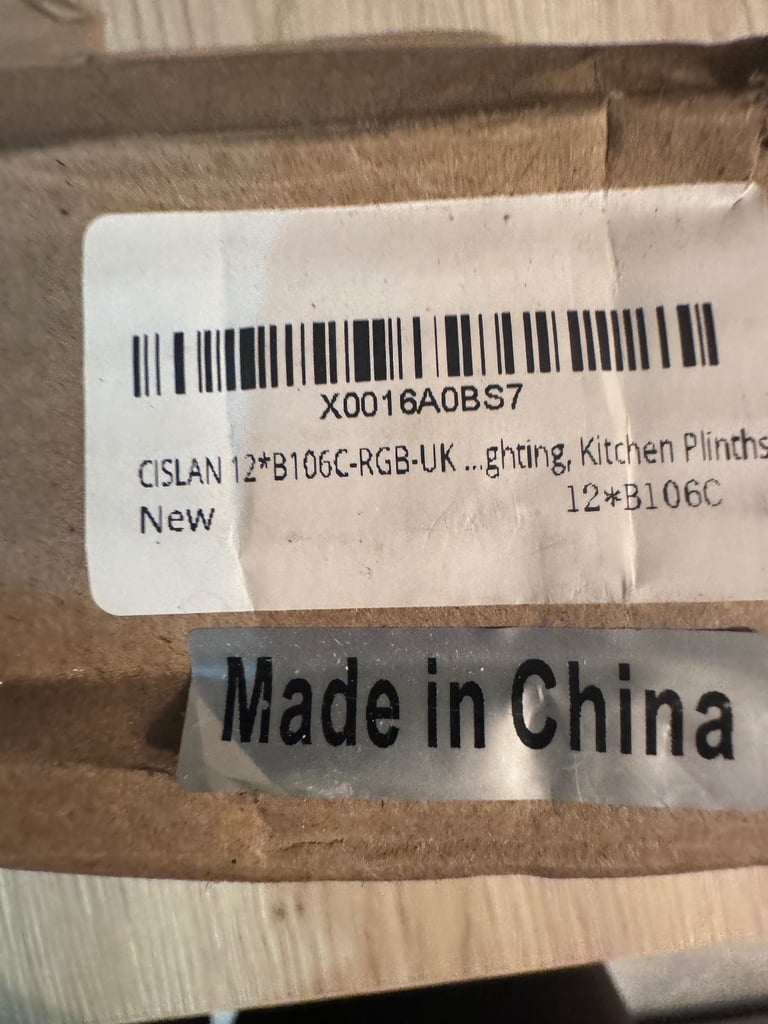 X0016A0BS7
CISLAN 12*B106C-RGB-UK ...ghting, Kitchen Plinths
New
12*B106C
Made in China